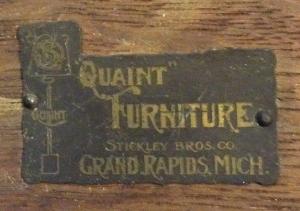 "QUAINT"
FURNITURE
STICKLEY BROS. CO.
GRAND RAPIDS, MICH.
QUAINT